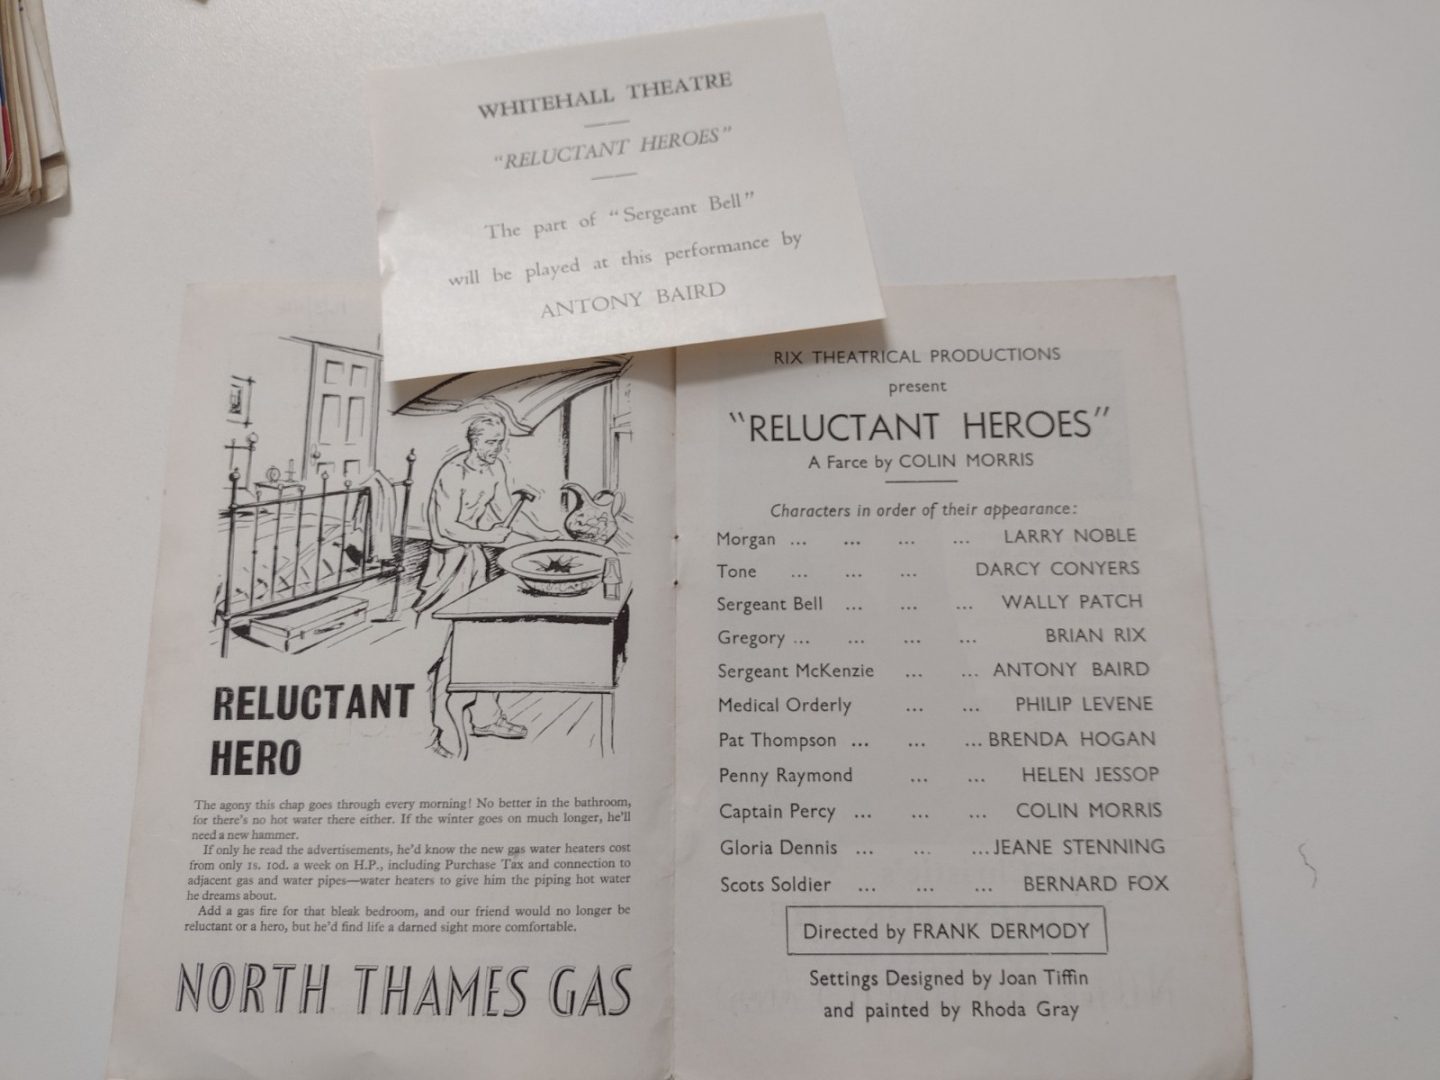 WHITEHALL THEATRE
"RELUCTANT HEROES"
The part of "Sergeant Bell"
will be played at this performance by
ANTONY BAIRD
RELUCTANT
HERO
The agony this chap goes through every morning! No better in the bathroom,
for there's no hot water there either. If the winter goes on much longer, he'll
need a new hammer.
If only he read the advertisements, he'd know the new gas water heaters cost
from only 1s. 10d. a week on H.P., including Purchase Tax and connection to
adjacent gas and water pipes—water heaters to give him the piping hot water
he dreams about.
Add a gas fire for that bleak bedroom, and our friend would no longer be
reluctant or a hero, but he'd find life a darned sight more comfortable.
NORTH THAMES GAS
RIX THEATRICAL PRODUCTIONS
present
"RELUCTANT HEROES"
A Farce by COLIN MORRIS
Characters in order of their appearance:
Morgan ... ... ... ... LARRY NOBLE
Tone ... ... ... DARCY CONYERS
Sergeant Bell ... ... ... WALLY PATCH
Gregory ... ... ... ... BRIAN RIX
Sergeant McKenzie ... ... ANTONY BAIRD
Medical Orderly ... ... PHILIP LEVENE
Pat Thompson ... ... ... BRENDA HOGAN
Penny Raymond ... ... HELEN JESSOP
Captain Percy ... ... ... COLIN MORRIS
Gloria Dennis ... ... ... JEANE STENNING
Scots Soldier ... ... ... BERNARD FOX
Directed by FRANK DERMODY
Settings Designed by Joan Tiffin
and painted by Rhoda Gray